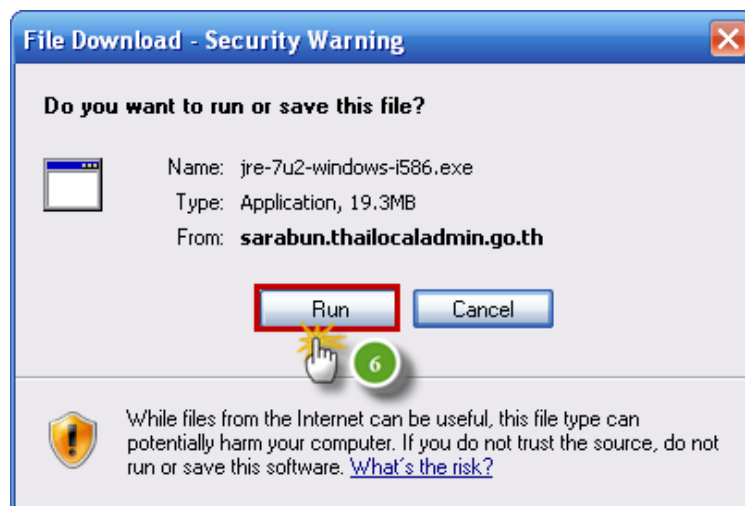 File Download - Security Warning
Do you want to run or save this file?
Name: jre-7u2-windows-i586.exe
Type: Application, 19.3MB
From: sarabun.thailocaladmin.go.th
Run Cancel
6
While files from the Internet can be useful, this file type can
potentially harm your computer. If you do not trust the source, do not
run or save this software. What's the risk?